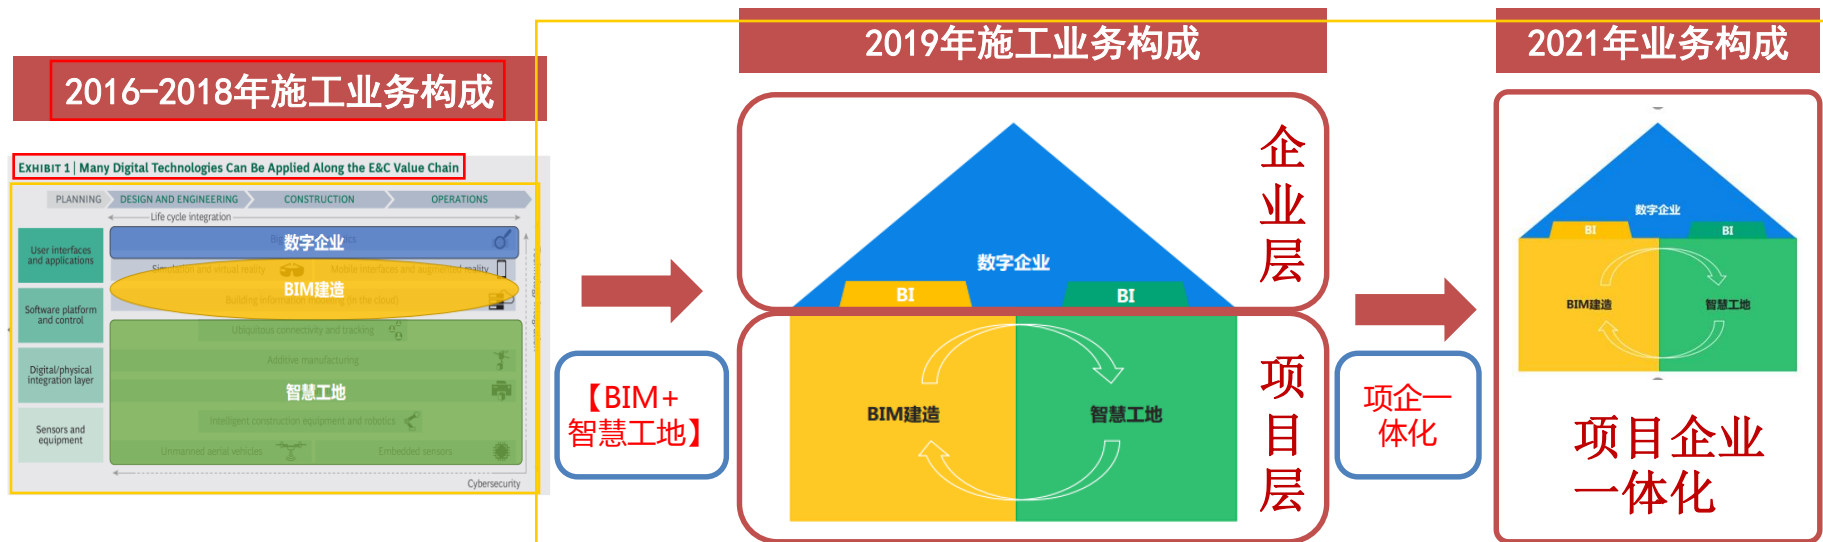 2016-2018年施工业务构成
EXHIBIT 1 | Many Digital Technologies Can Be Applied Along the E&C Value Chain
PLANNING
DESIGN AND ENGINEERING
CONSTRUCTION
OPERATIONS
Life cycle integration
User interfaces
and applications
Software platform
and control
Digital/physical
integration layer
Sensors and
equipment
数字企业
Simulation and virtual reality
Mobile interfaces and augmented reality
BIM建造
Building information modeling (in the cloud)
Ubiquitous connectivity and tracking
Additive manufacturing
智慧工地
Intelligent construction equipment and robotics
Unmanned aerial vehicles
Embedded sensors
Cybersecurity
【BIM+
智慧工地】
2019年施工业务构成
企业层
数字企业
BI
BI
项目层
BIM建造
智慧工地
项企一
体化
2021年业务构成
数字企业
BI
BI
BIM建造
智慧工地
项目企业
一体化